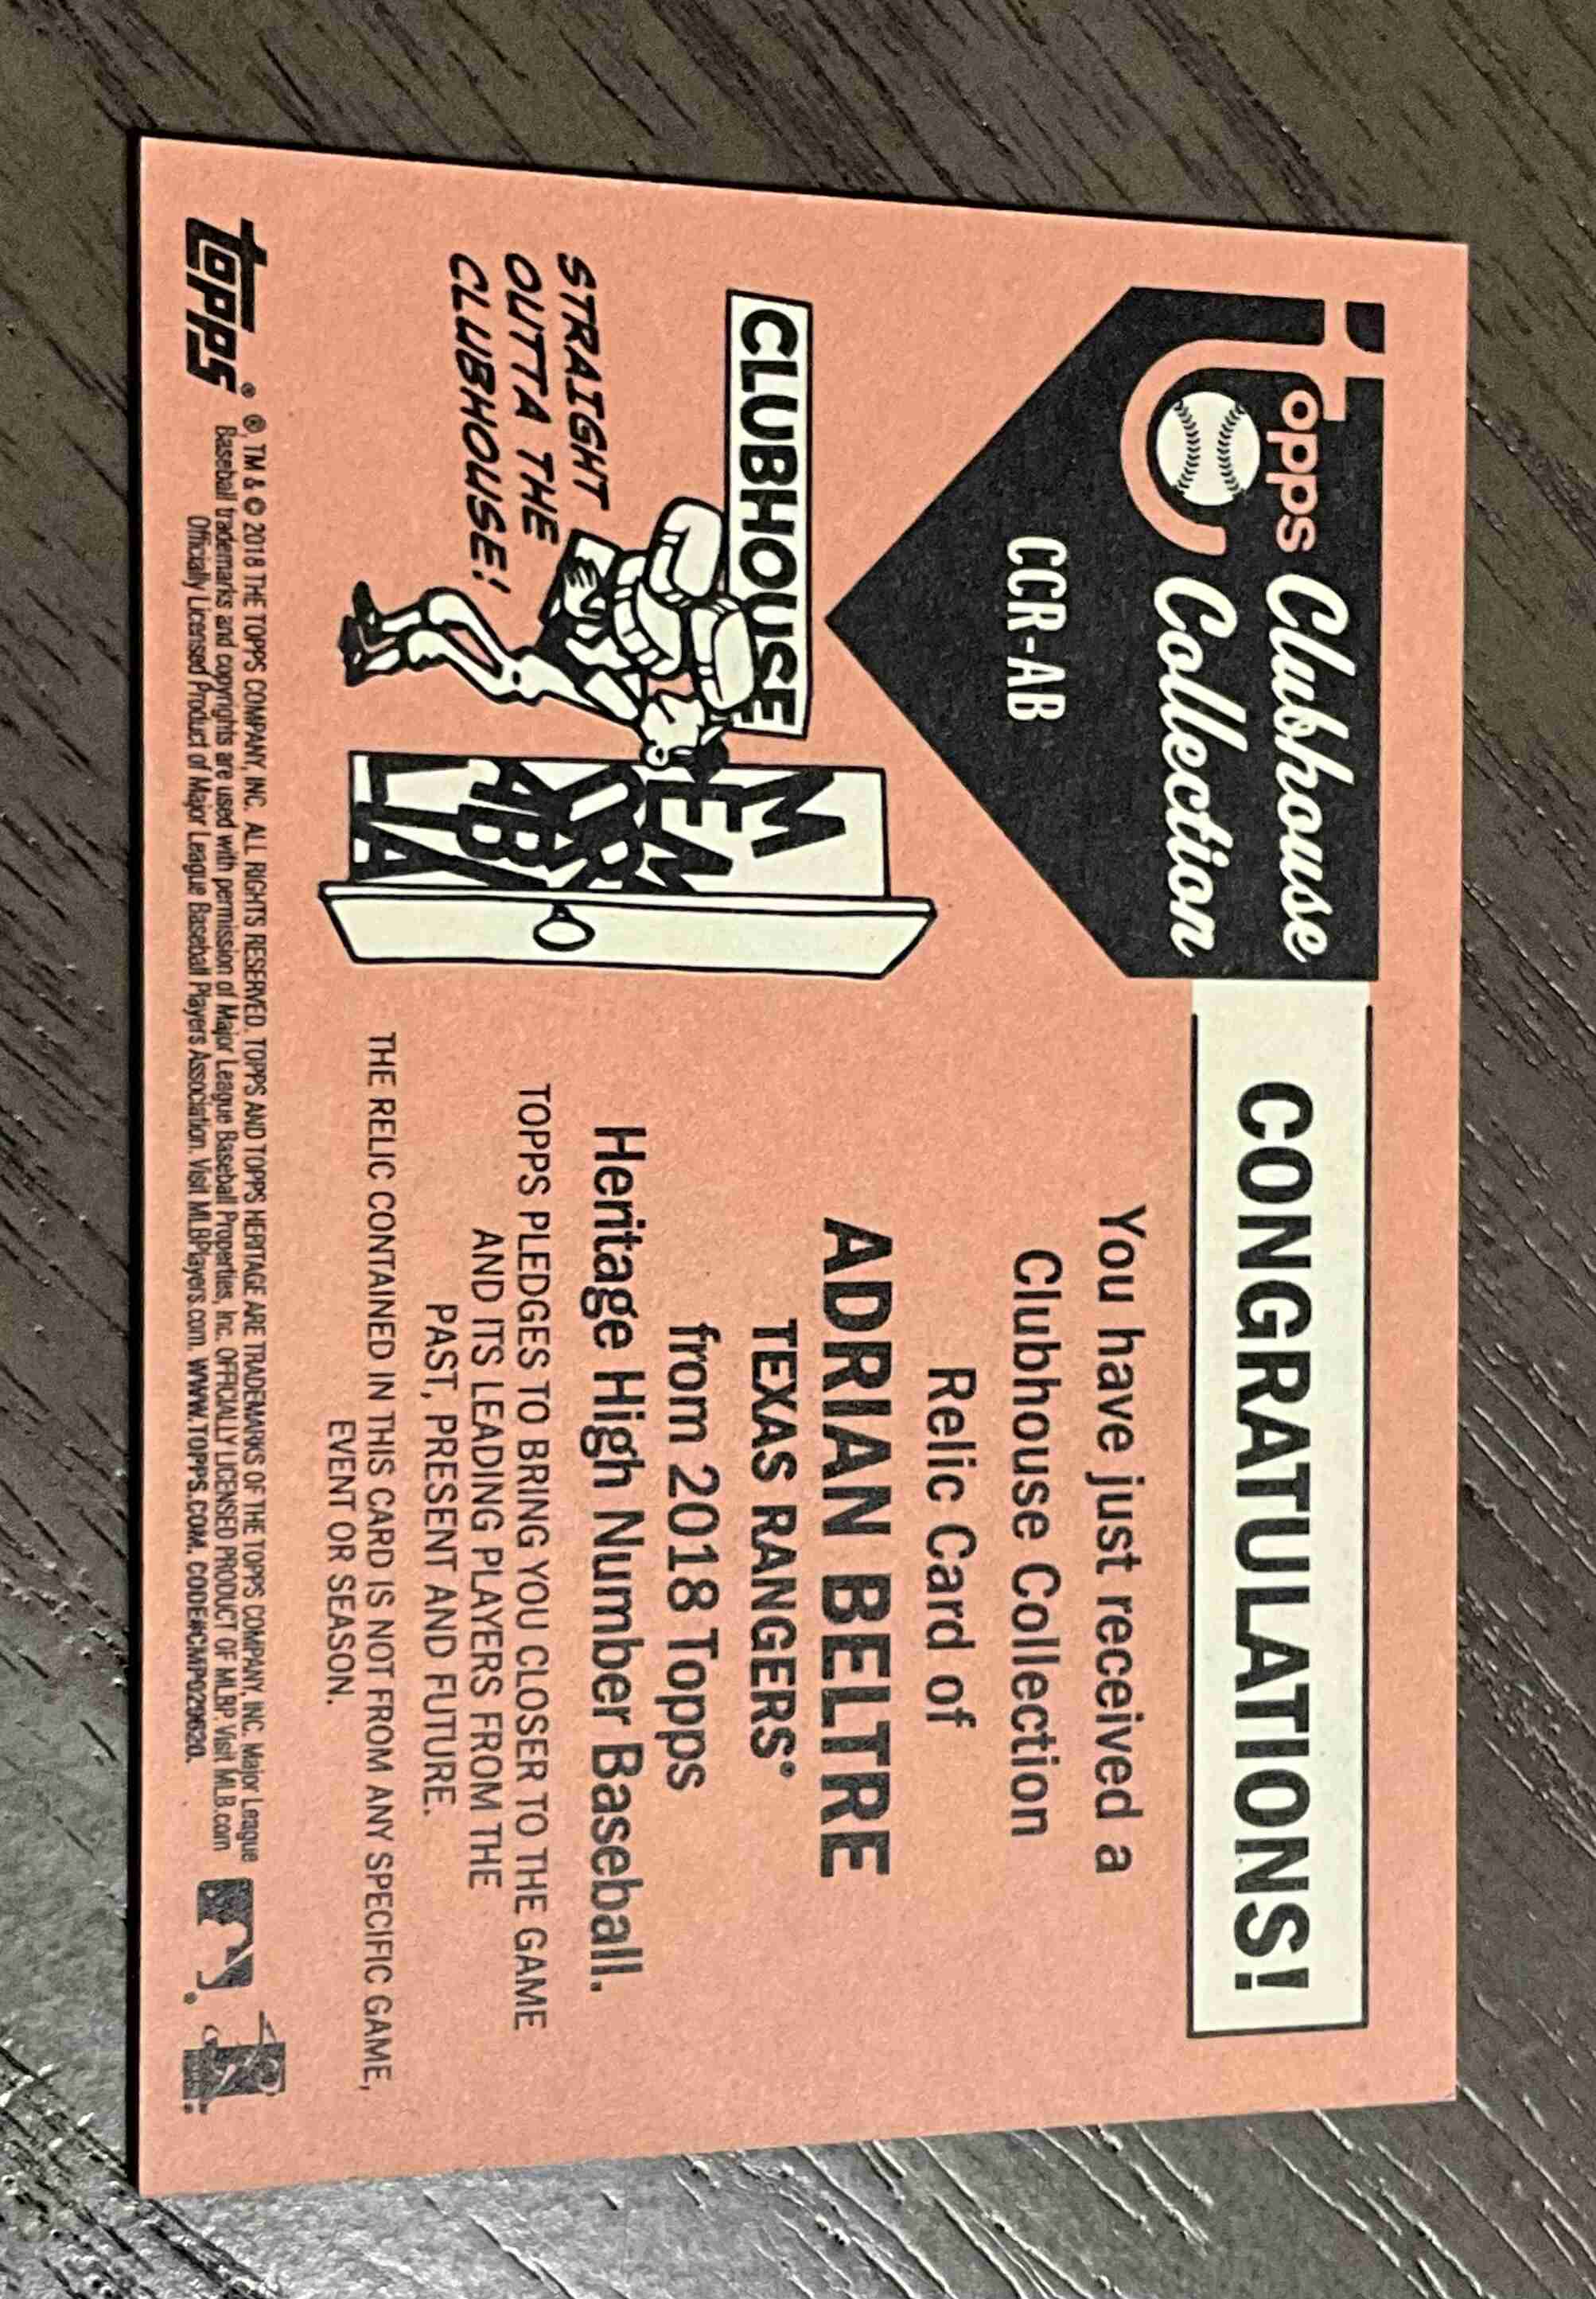 Topps Clubhouse
Collection
CCR-AB
CONGRATULATIONS!
You have just received a
Clubhouse Collection
Relic Card of
ADRIAN BELTRE
TEXAS RANGERS®
from 2018 Topps
Heritage High Number Baseball.
TOPPS PLEDGES TO BRING YOU CLOSER TO THE GAME
AND ITS LEADING PLAYERS FROM THE
PAST, PRESENT AND FUTURE.
THE RELIC CONTAINED IN THIS CARD IS NOT FROM ANY SPECIFIC GAME,
EVENT OR SEASON.
CLUBHOUSE
STRAIGHT
OUTTA THE
CLUBHOUSE!
MEMORABILIA
topps®
®, TM & © 2018 THE TOPPS COMPANY, INC. ALL RIGHTS RESERVED. TOPPS AND TOPPS HERITAGE ARE TRADEMARKS OF THE TOPPS COMPANY, INC. Major League
Baseball trademarks and copyrights are used with permission of Major League Baseball Properties, Inc. OFFICIALLY LICENSED PRODUCT OF MLBP Visit MLB.com
Officially Licensed Product of Major League Baseball Players Association. Visit MLBPlayers.com. WWW.TOPPS.COM. CODE#CMP029620.